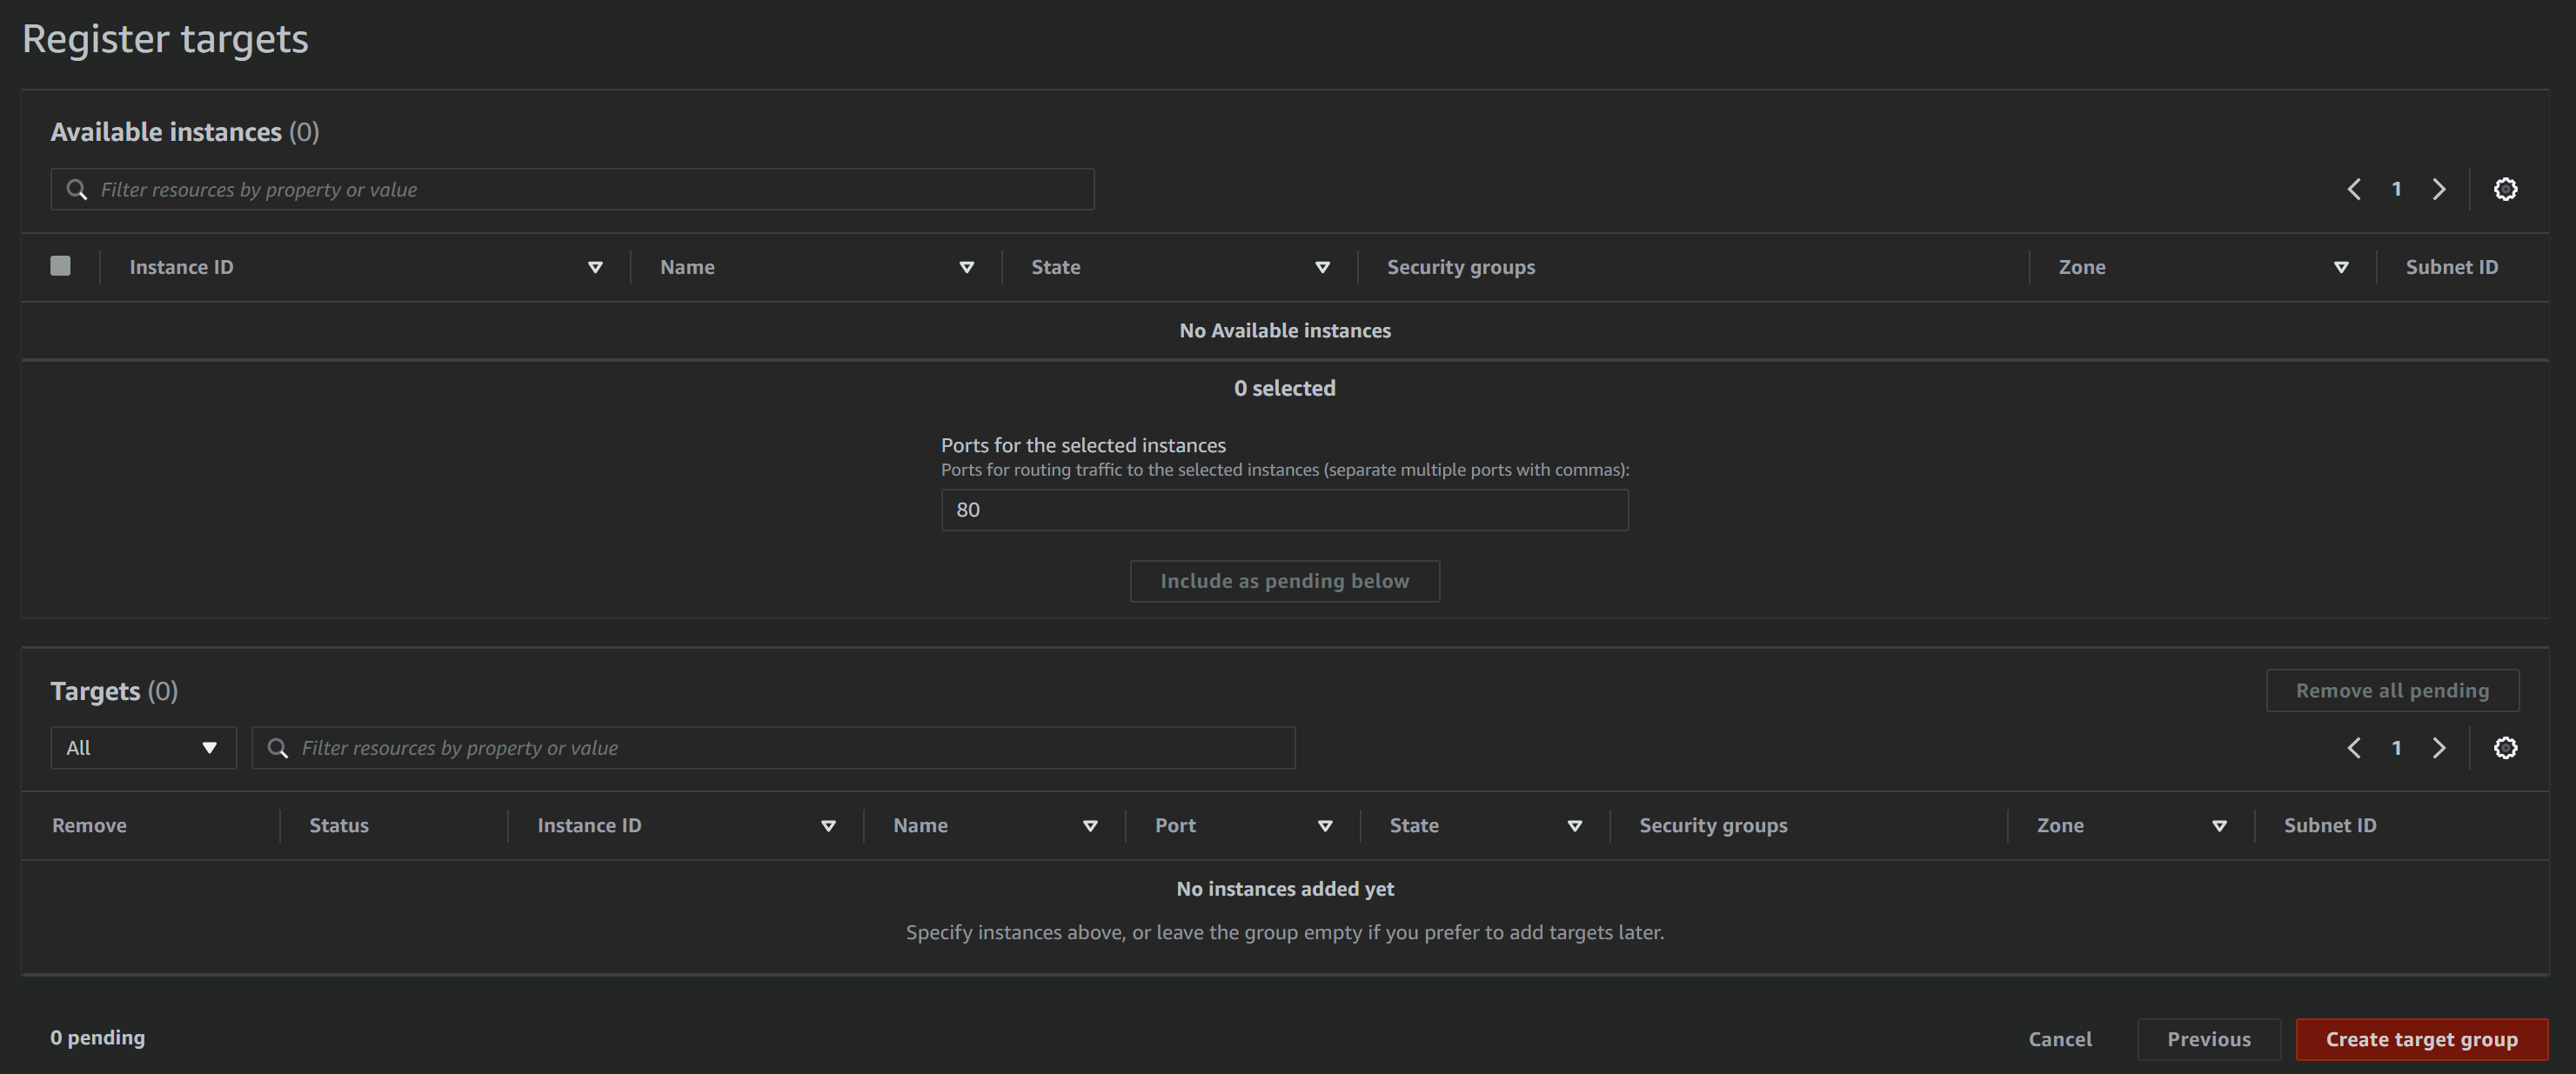 Register targets
Available instances (0)
Filter resources by property or value
1
Instance ID Name State Security groups Zone Subnet ID
No Available instances
0 selected
Ports for the selected instances
Ports for routing traffic to the selected instances (separate multiple ports with commas):
80
Include as pending below
Targets (0)
Remove all pending
All Filter resources by property or value
1
Remove Status Instance ID Name Port State Security groups Zone Subnet ID
No instances added yet
Specify instances above, or leave the group empty if you prefer to add targets later.
0 pending
Cancel Previous Create target group